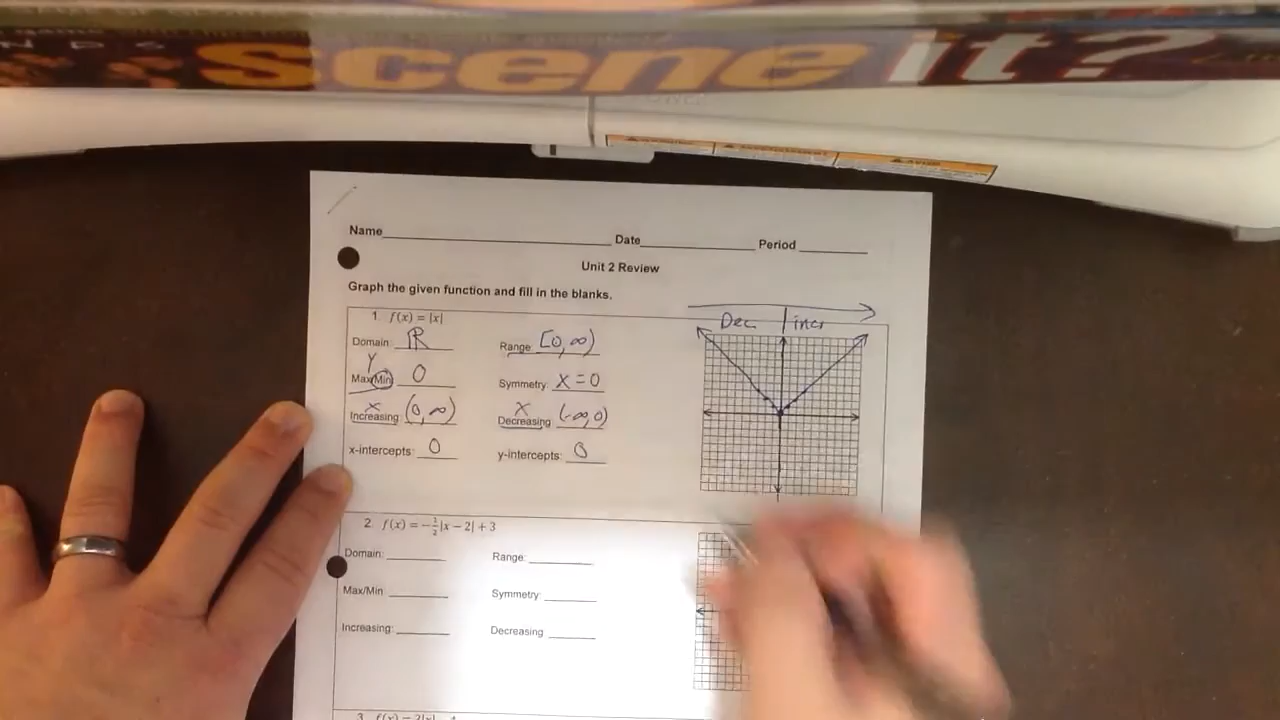 scene it?
Name Date Period
Unit 2 Review
Graph the given function and fill in the blanks.
1. f(x) = |x|
Dec incr
Domain: ℝ Range: [0, ∞)
y
Max/Min 0 Symmetry: x = 0
x x
Increasing: (0, ∞) Decreasing (-∞, 0)
x-intercepts: 0 y-intercepts: 0
2. f(x) = -1/2|x - 2| + 3
Domain: Range:
Max/Min Symmetry:
Increasing: Decreasing